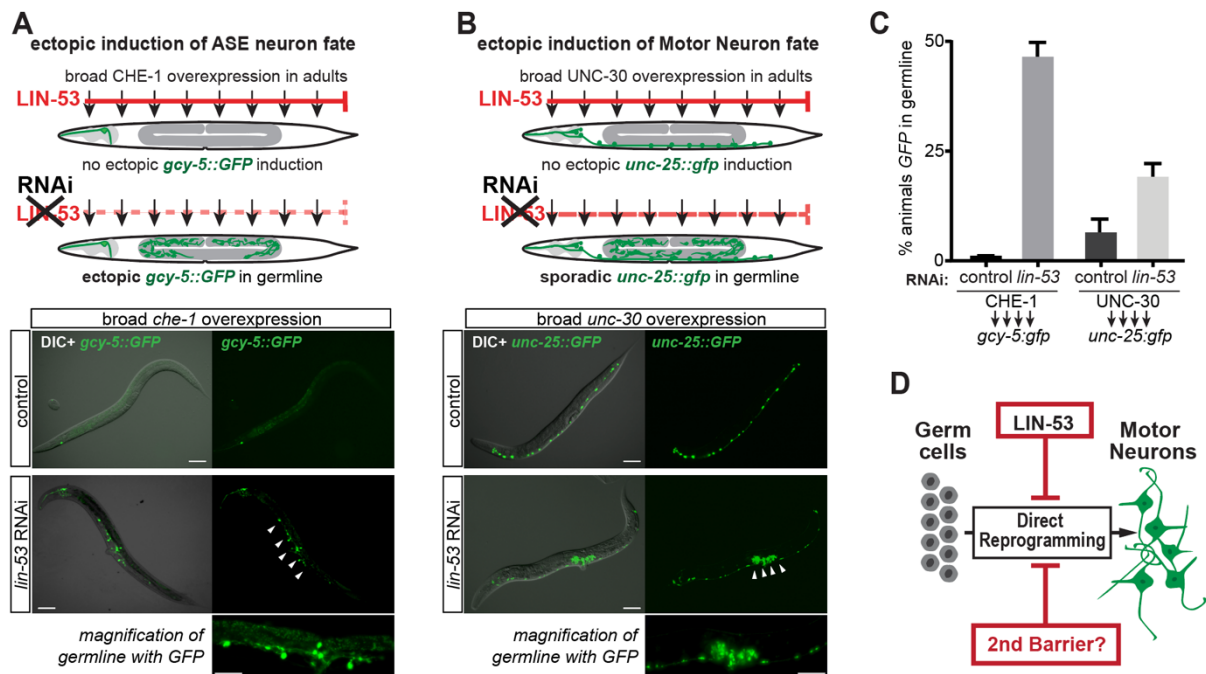 A
ectopic induction of ASE neuron fate
broad CHE-1 overexpression in adults
LIN-53
no ectopic gcy-5::GFP induction
RNAi
LIN-53
ectopic gcy-5::GFP in germline
broad che-1 overexpression
DIC+ gcy-5::GFP
gcy-5::GFP
control
lin-53 RNAi
magnification of
germline with GFP
B
ectopic induction of Motor Neuron fate
broad UNC-30 overexpression in adults
LIN-53
no ectopic unc-25::gfp induction
RNAi
LIN-53
sporadic unc-25::gfp in germline
broad unc-30 overexpression
DIC+ unc-25::GFP
unc-25::GFP
control
lin-53 RNAi
magnification of
germline with GFP
C
% animals GFP in germline
50
25
0
RNAi: control lin-53 control lin-53
CHE-1 UNC-30
gcy-5:gfp unc-25:gfp
D
LIN-53
Germ
cells
Motor
Neurons
Direct
Reprogramming
2nd Barrier?